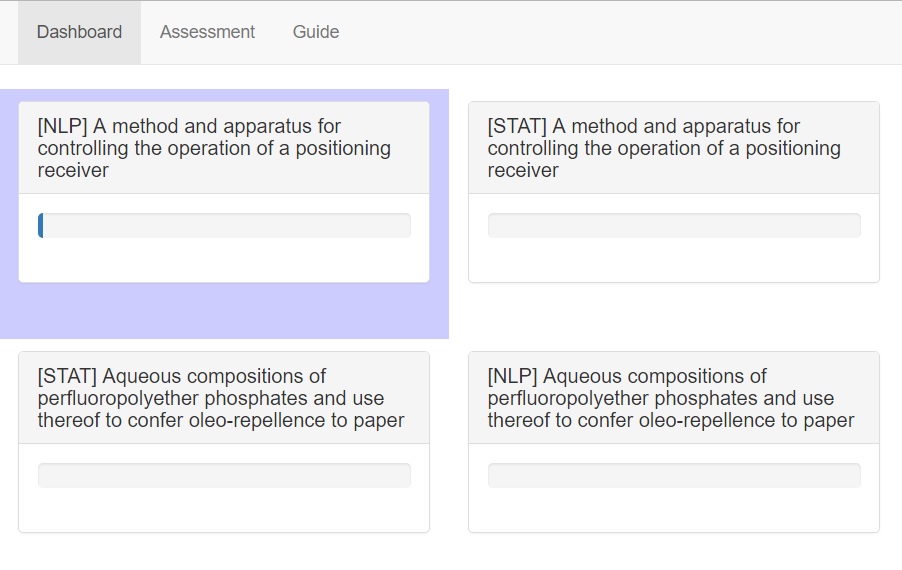 Dashboard Assessment Guide
[NLP] A method and apparatus for
controlling the operation of a positioning
receiver
[STAT] A method and apparatus for
controlling the operation of a positioning
receiver
[STAT] Aqueous compositions of
perfluoropolyether phosphates and use
thereof to confer oleo-repellence to paper
[NLP] Aqueous compositions of
perfluoropolyether phosphates and use
thereof to confer oleo-repellence to paper